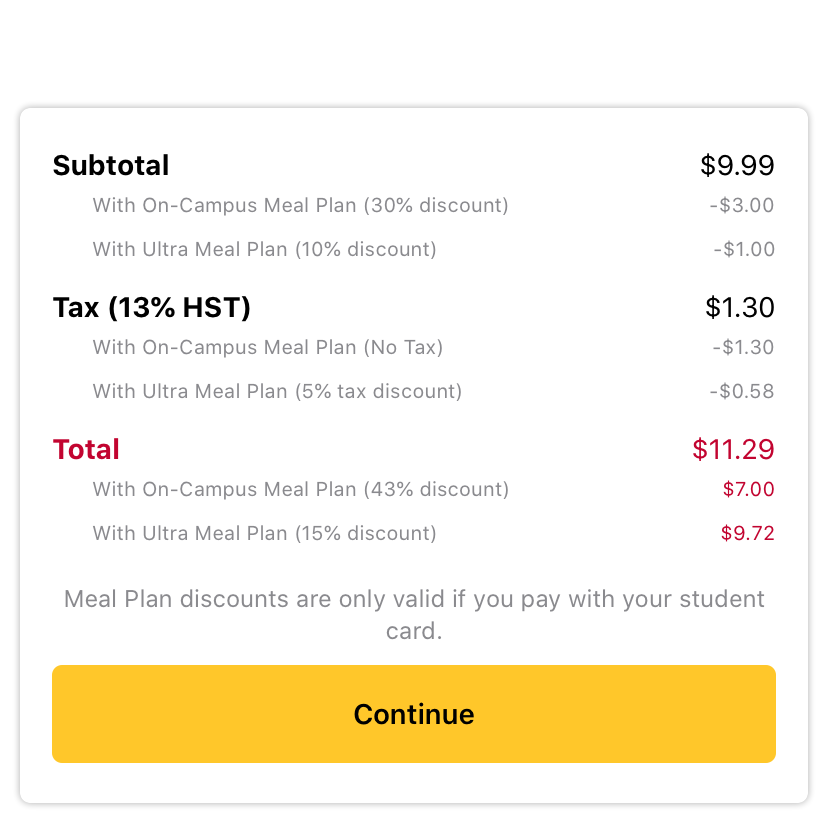 Subtotal $9.99
With On-Campus Meal Plan (30% discount) -$3.00
With Ultra Meal Plan (10% discount) -$1.00
Tax (13% HST) $1.30
With On-Campus Meal Plan (No Tax) -$1.30
With Ultra Meal Plan (5% tax discount) -$0.58
Total $11.29
With On-Campus Meal Plan (43% discount) $7.00
With Ultra Meal Plan (15% discount) $9.72
Meal Plan discounts are only valid if you pay with your student
card.
Continue